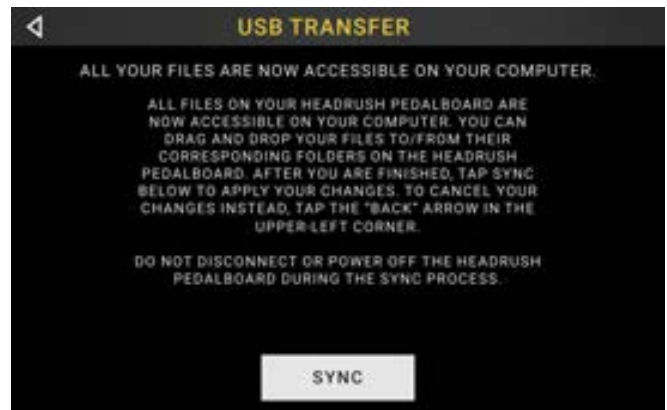 USB TRANSFER
ALL YOUR FILES ARE NOW ACCESSIBLE ON YOUR COMPUTER.
ALL FILES ON YOUR HEADRUSH PEDALBOARD ARE
NOW ACCESSIBLE ON YOUR COMPUTER. YOU CAN
DRAG AND DROP YOUR FILES TO/FROM THEIR
CORRESPONDING FOLDERS ON THE HEADRUSH
PEDALBOARD. AFTER YOU ARE FINISHED, TAP SYNC
BELOW TO APPLY YOUR CHANGES. TO CANCEL YOUR
CHANGES INSTEAD, TAP THE "BACK" ARROW IN THE
UPPER-LEFT CORNER.
DO NOT DISCONNECT OR POWER OFF THE HEADRUSH
PEDALBOARD DURING THE SYNC PROCESS.
SYNC